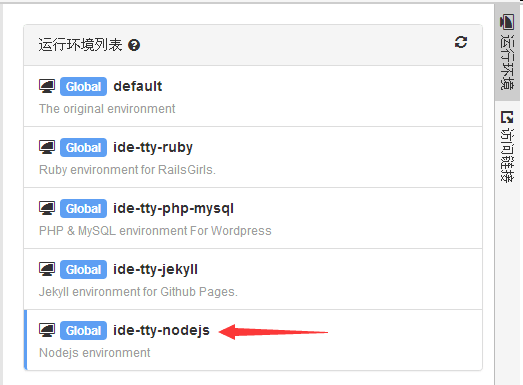 运行环境列表
Global default
The original environment
Global ide-tty-ruby
Ruby environment for RailsGirls.
Global ide-tty-php-mysql
PHP & MySQL environment For Wordpress
Global ide-tty-jekyll
Jekyll environment for Github Pages.
Global ide-tty-nodejs
Nodejs environment
运行环境
访问链接